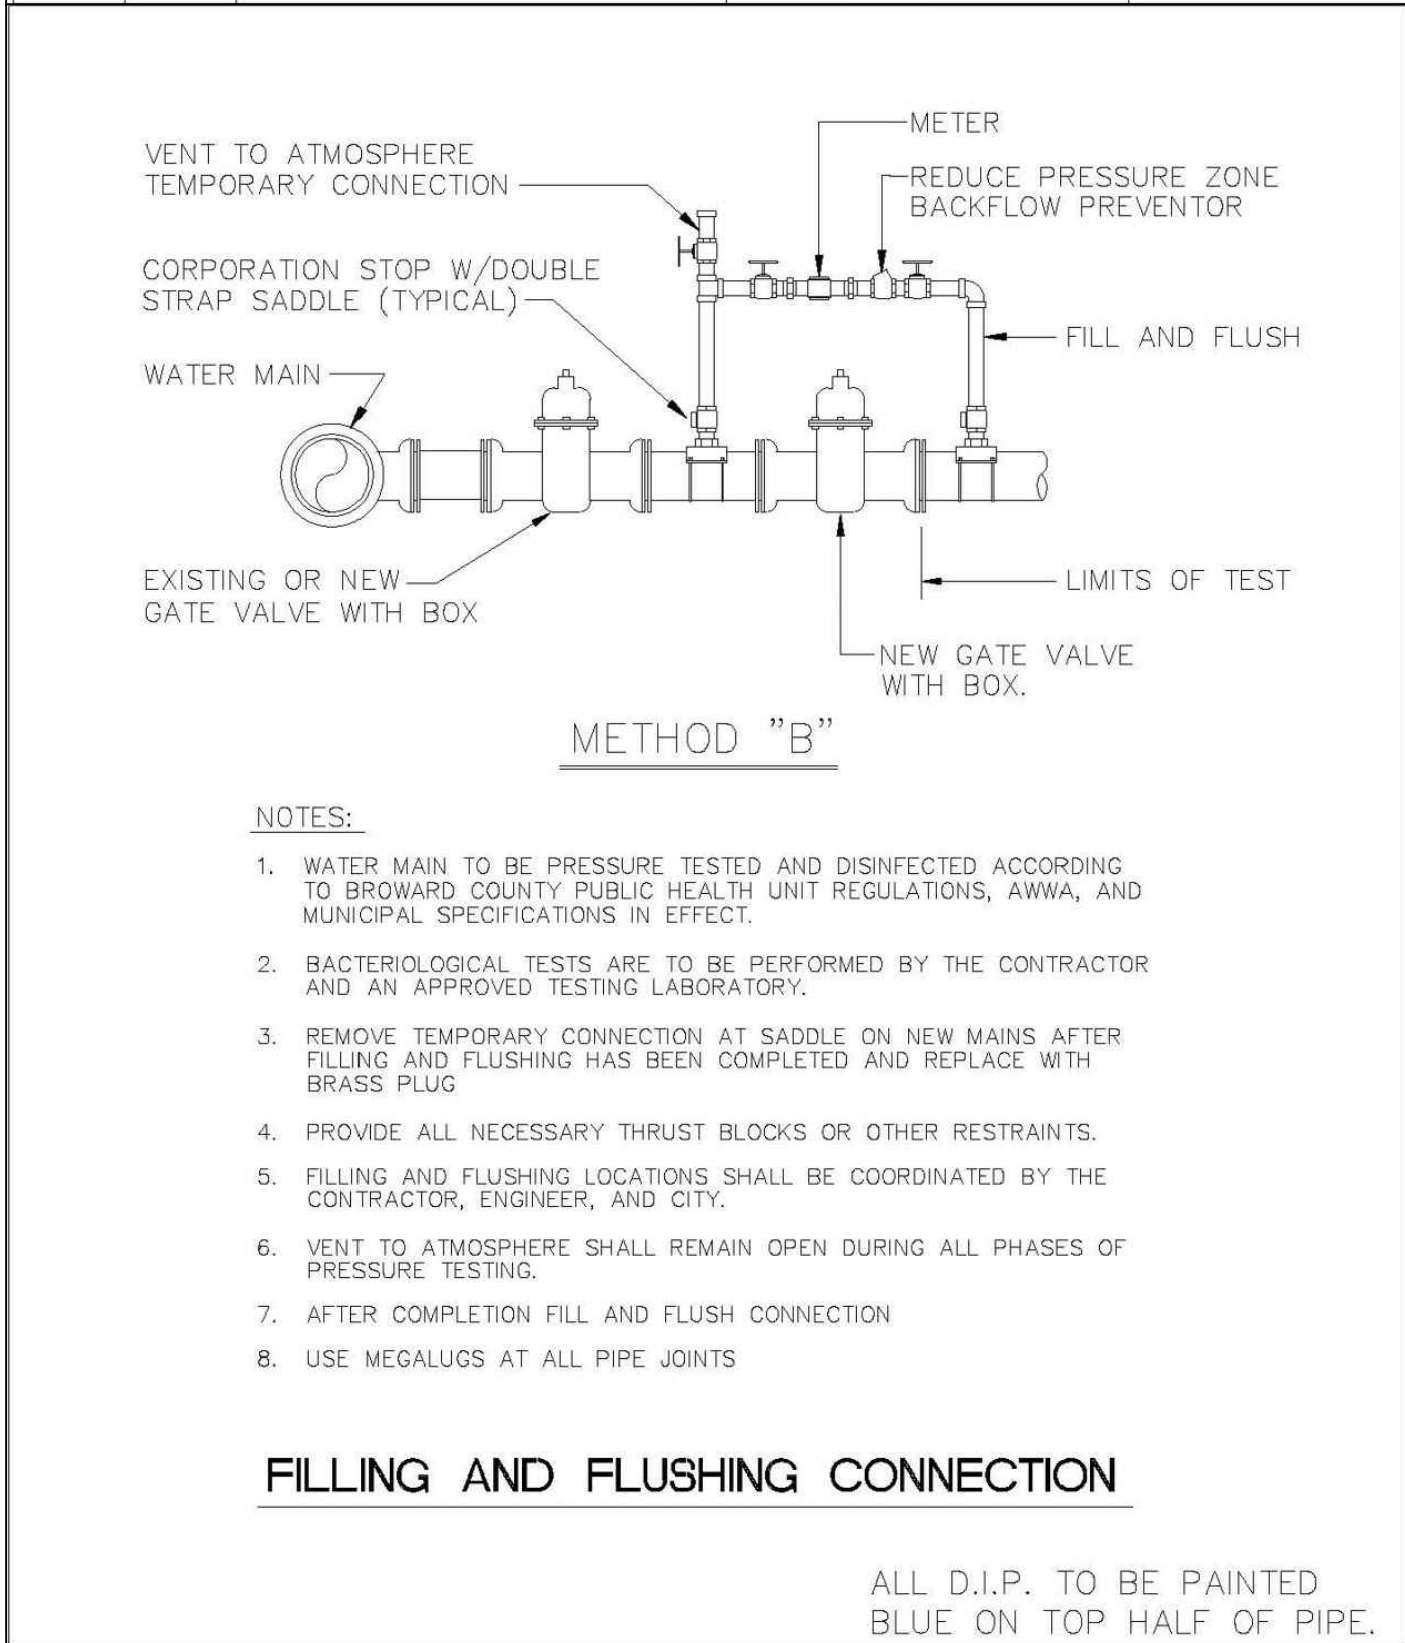 METER
VENT TO ATMOSPHERE
TEMPORARY CONNECTION
REDUCE PRESSURE ZONE
BACKFLOW PREVENTOR
CORPORATION STOP W/DOUBLE
STRAP SADDLE (TYPICAL)
FILL AND FLUSH
WATER MAIN
EXISTING OR NEW
GATE VALVE WITH BOX
LIMITS OF TEST
NEW GATE VALVE
WITH BOX.
METHOD "B"
NOTES:
1. WATER MAIN TO BE PRESSURE TESTED AND DISINFECTED ACCORDING
TO BROWARD COUNTY PUBLIC HEALTH UNIT REGULATIONS, AWWA, AND
MUNICIPAL SPECIFICATIONS IN EFFECT.
2. BACTERIOLOGICAL TESTS ARE TO BE PERFORMED BY THE CONTRACTOR
AND AN APPROVED TESTING LABORATORY.
3. REMOVE TEMPORARY CONNECTION AT SADDLE ON NEW MAINS AFTER
FILLING AND FLUSHING HAS BEEN COMPLETED AND REPLACE WITH
BRASS PLUG
4. PROVIDE ALL NECESSARY THRUST BLOCKS OR OTHER RESTRAINTS.
5. FILLING AND FLUSHING LOCATIONS SHALL BE COORDINATED BY THE
CONTRACTOR, ENGINEER, AND CITY.
6. VENT TO ATMOSPHERE SHALL REMAIN OPEN DURING ALL PHASES OF
PRESSURE TESTING.
7. AFTER COMPLETION FILL AND FLUSH CONNECTION
8. USE MEGALUGS AT ALL PIPE JOINTS
FILLING AND FLUSHING CONNECTION
ALL D.I.P. TO BE PAINTED
BLUE ON TOP HALF OF PIPE.